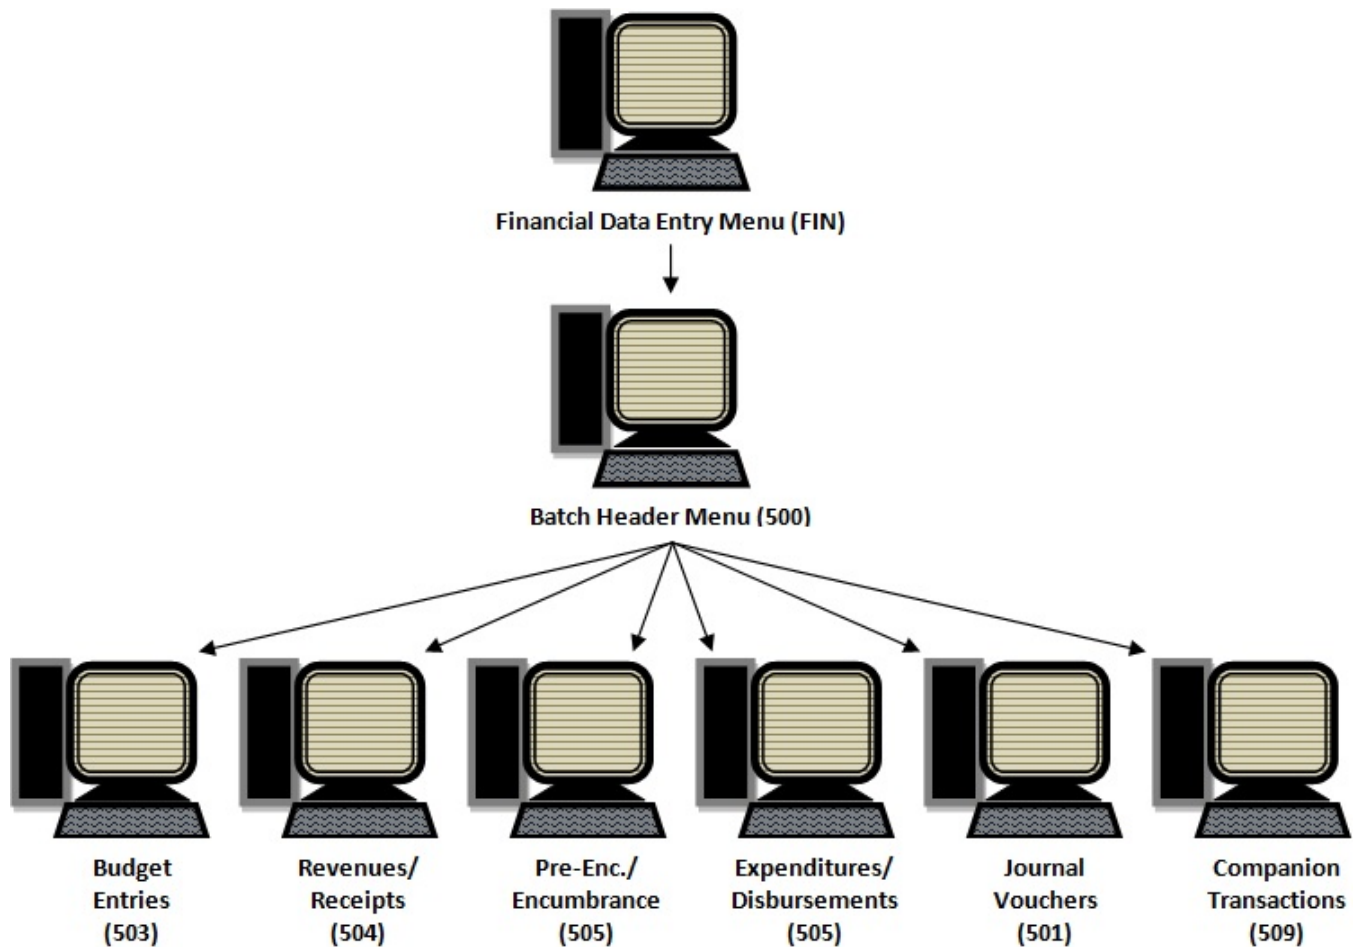 Financial Data Entry Menu (FIN)
Batch Header Menu (500)
Budget
Entries
(503)
Revenues/
Receipts
(504)
Pre-Enc./
Encumbrance
(505)
Expenditures/
Disbursements
(505)
Journal
Vouchers
(501)
Companion
Transactions
(509)